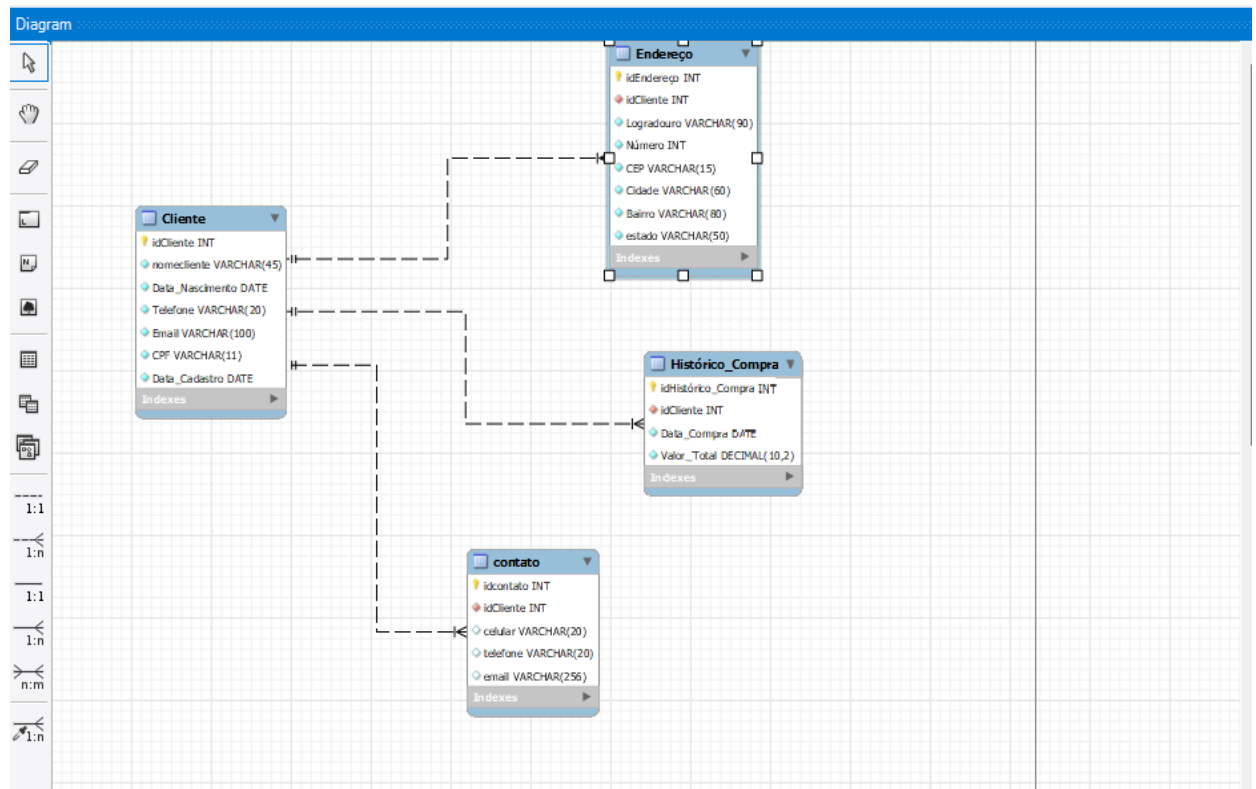 Diagram
Endereço
idEndereço INT
idCliente INT
Logradouro VARCHAR(90)
Número INT
CEP VARCHAR(15)
Cidade VARCHAR(60)
Bairro VARCHAR(80)
estado VARCHAR(50)
Indexes
Cliente
idCliente INT
nomecliente VARCHAR(45)
Data_Nascimento DATE
Telefone VARCHAR(20)
Email VARCHAR(100)
CPF VARCHAR(11)
Data_Cadastro DATE
Indexes
Histórico_Compra
idHistórico_Compra INT
idCliente INT
Data_Compra DATE
Valor_Total DECIMAL(10,2)
Indexes
contato
idcontato INT
idCliente INT
celular VARCHAR(20)
telefone VARCHAR(20)
email VARCHAR(256)
Indexes
1:1
1:n
1:1
1:n
n:m
1:n